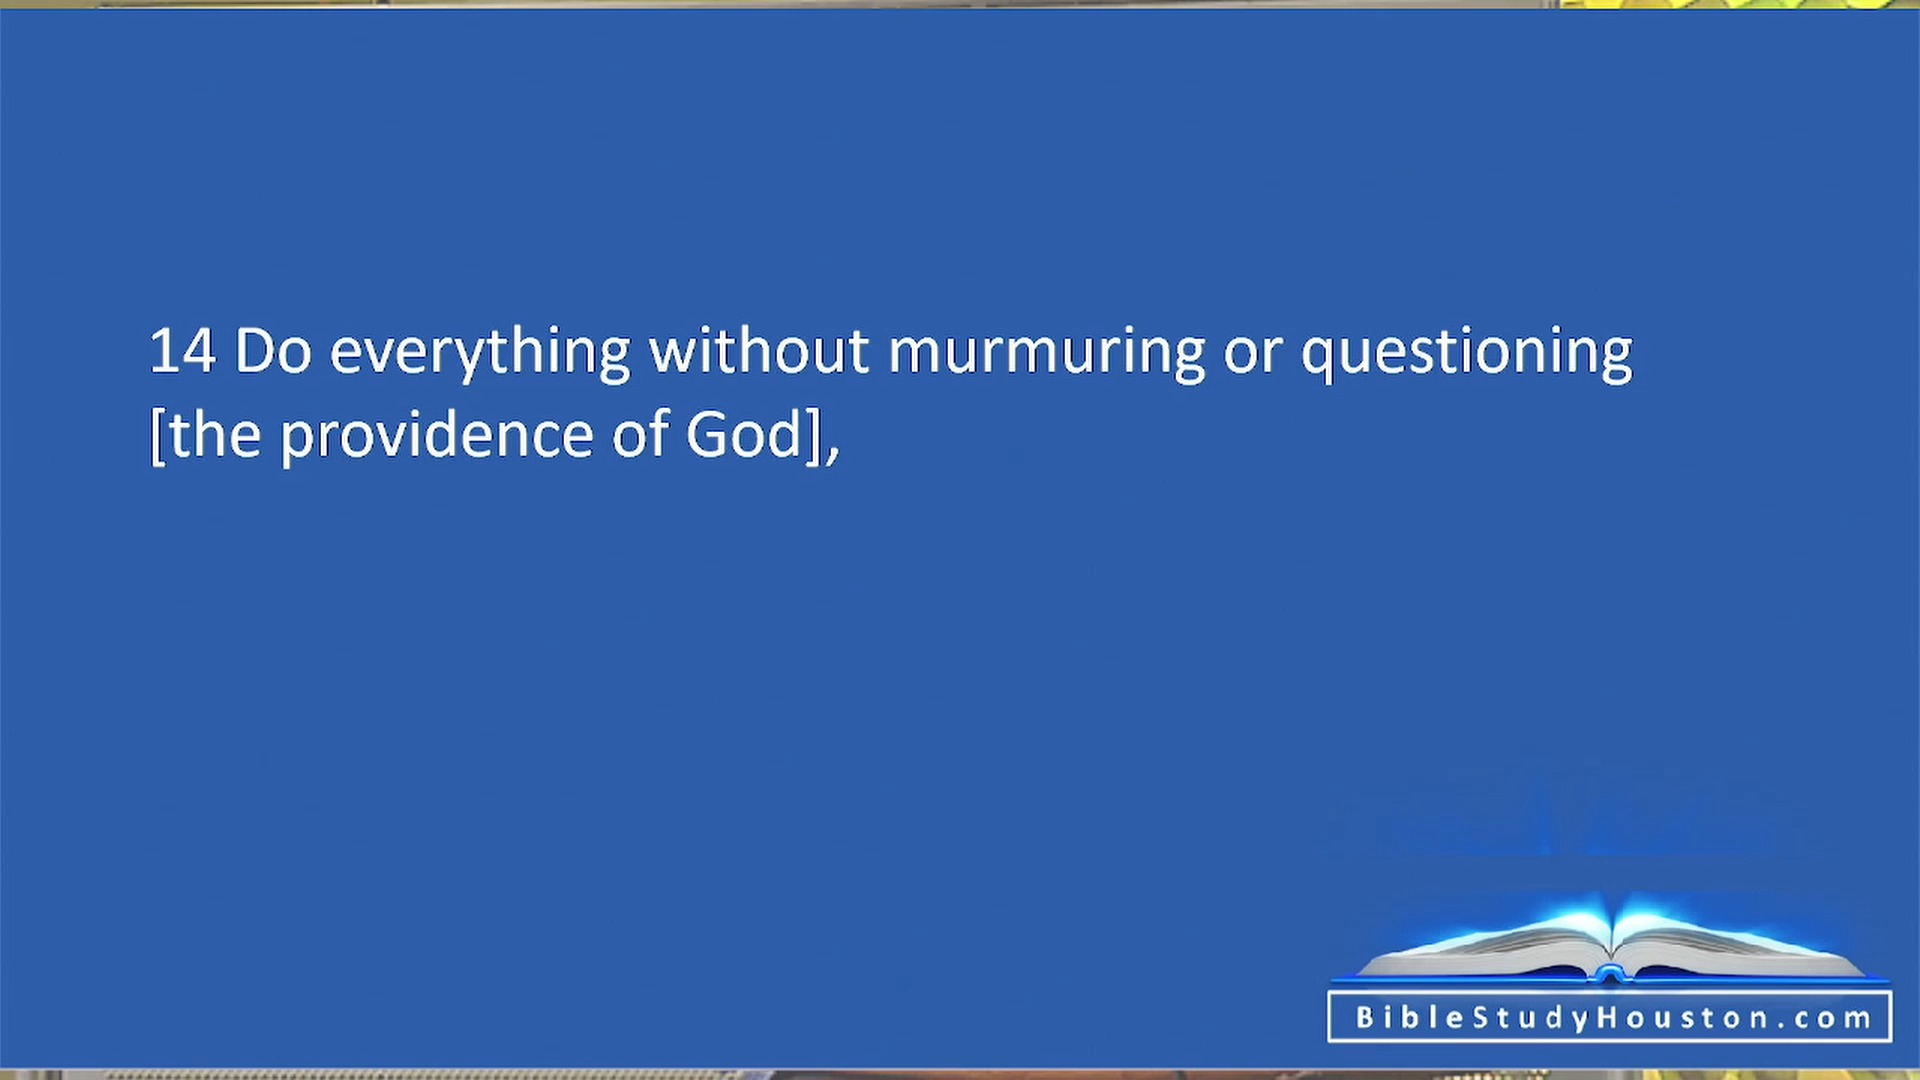 14 Do everything without murmuring or questioning
[the providence of God],
BibleStudyHouston.com